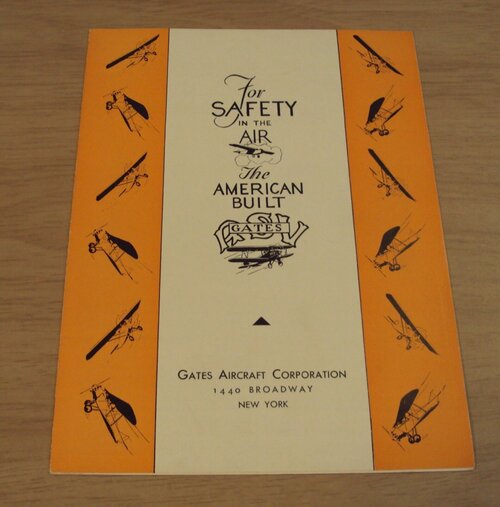 For
SAFETY
IN THE
AIR
The
AMERICAN
BUILT
GATES
GATES AIRCRAFT CORPORATION
1440 BROADWAY
NEW YORK